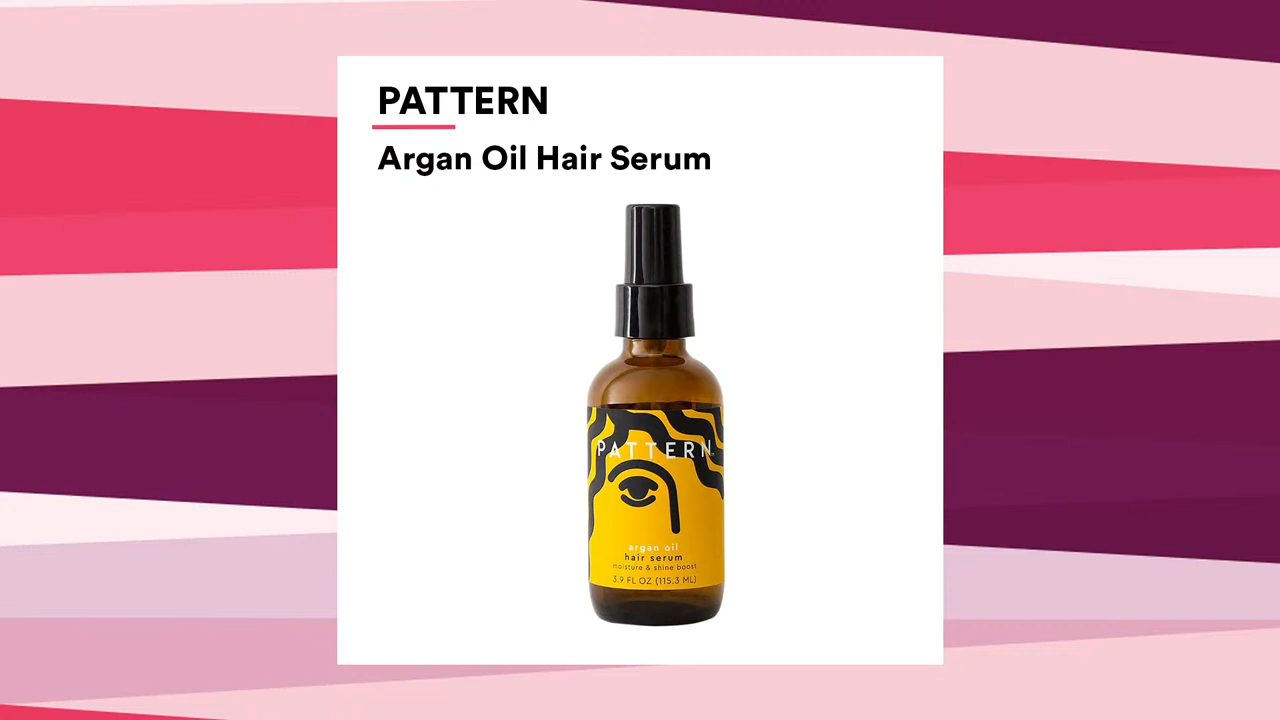 PATTERN
Argan Oil Hair Serum
PATTERN
argan oil
hair serum
moisture & shine boost
3.9 FL OZ (115.3 ML)